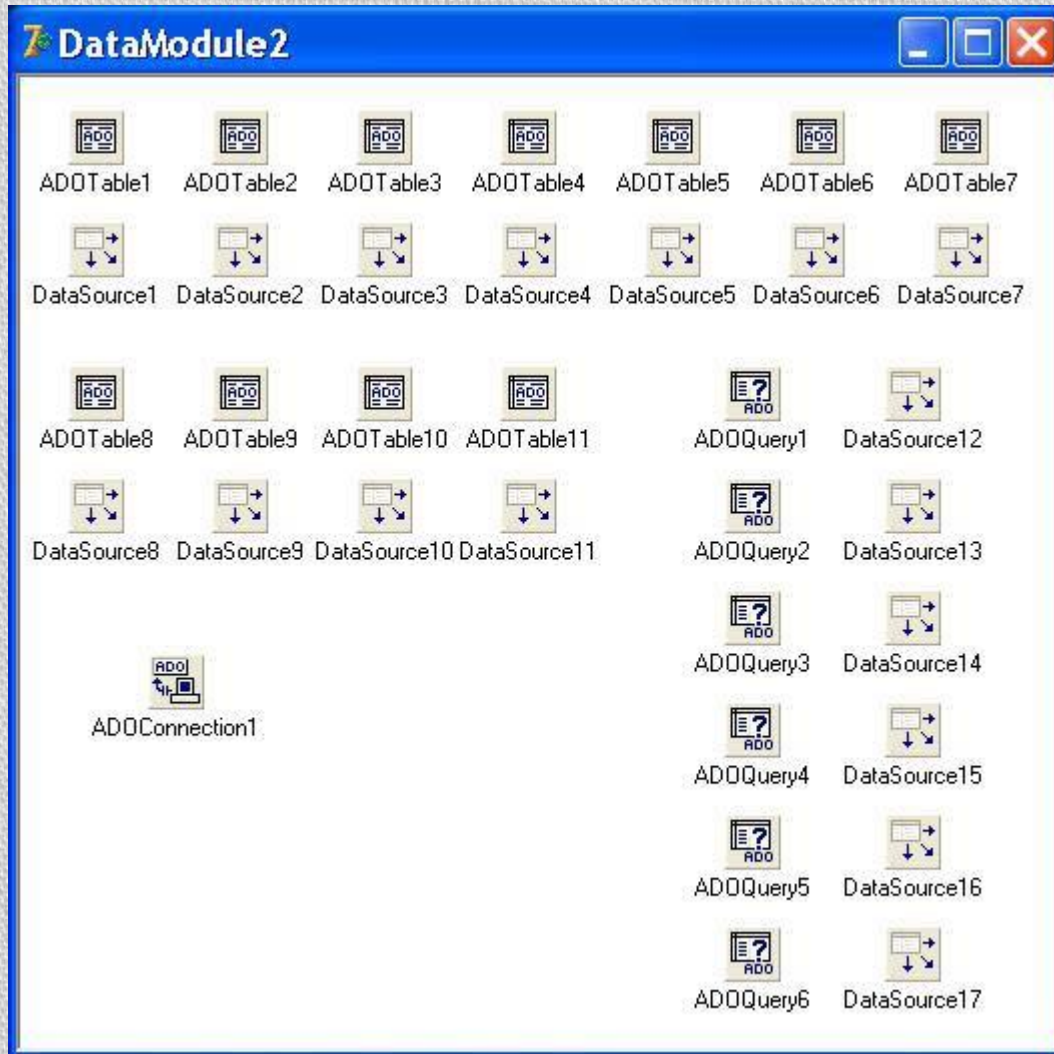 DataModule2
ADOTable1 ADOTable2 ADOTable3 ADOTable4 ADOTable5 ADOTable6 ADOTable7
DataSource1 DataSource2 DataSource3 DataSource4 DataSource5 DataSource6 DataSource7
ADOTable8 ADOTable9 ADOTable10 ADOTable11 ADOQuery1 DataSource12
DataSource8 DataSource9 DataSource10 DataSource11 ADOQuery2 DataSource13
ADOQuery3 DataSource14
ADOConnection1
ADOQuery4 DataSource15
ADOQuery5 DataSource16
ADOQuery6 DataSource17